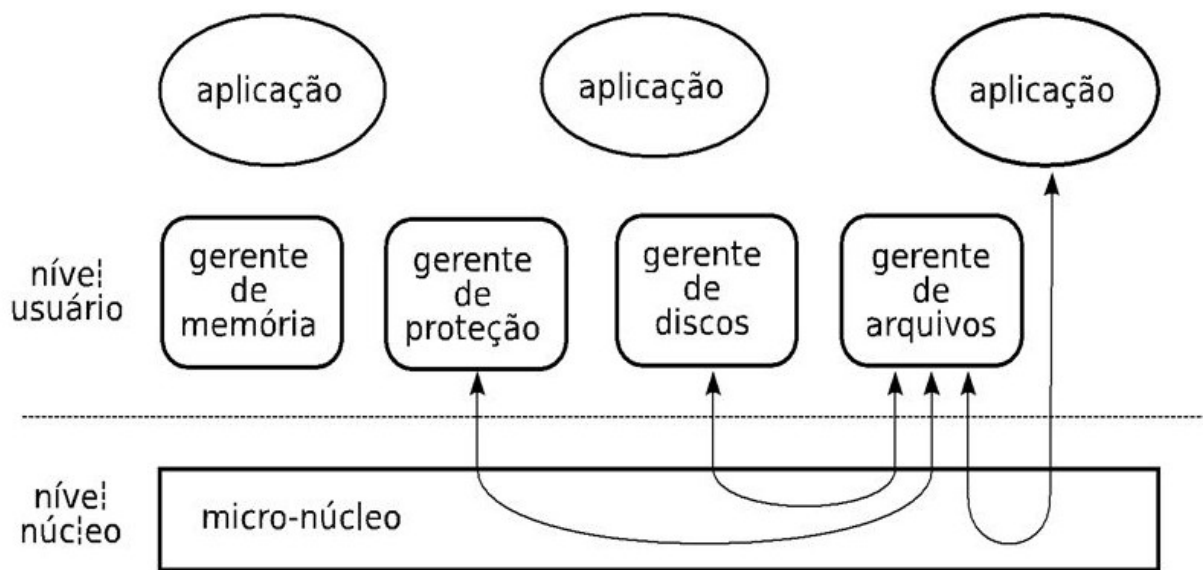 aplicação
aplicação
aplicação
nível
usuário
gerente
de
memória
gerente
de
proteção
gerente
de
discos
gerente
de
arquivos
nível
núcleo
micro-núcleo